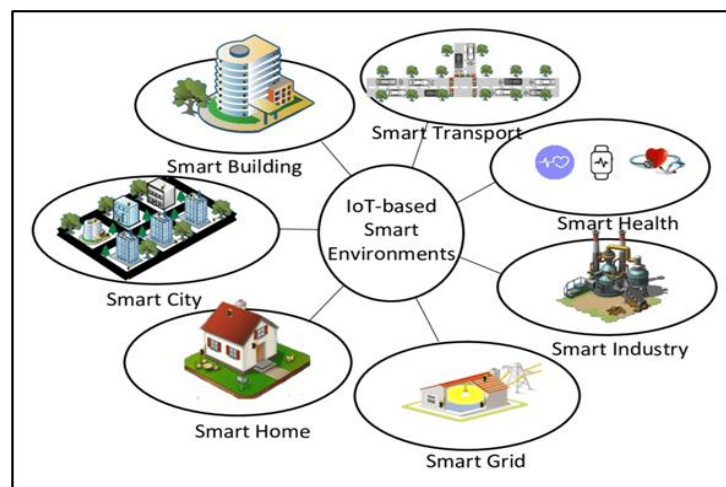 Smart Transport
Smart Building
IoT-based
Smart
Environments
Smart Health
Smart City
Smart Industry
Smart Home
Smart Grid